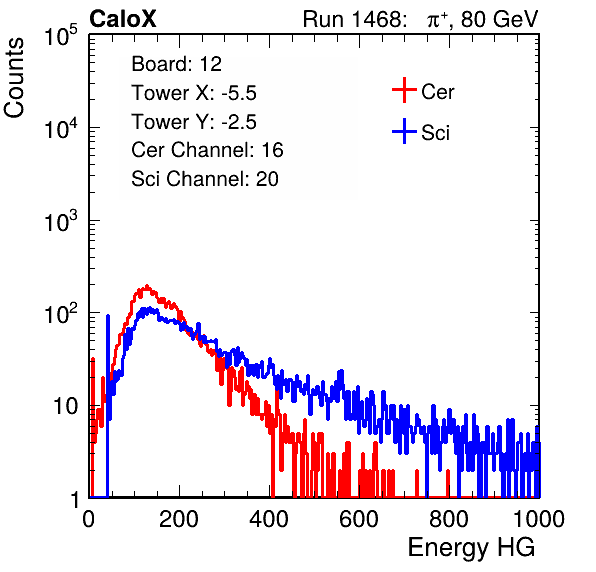 CaloX Run 1468: π⁺, 80 GeV
Counts
10⁵
10⁴
10³
10²
10
1
Board: 12
Tower X: -5.5
Tower Y: -2.5
Cer Channel: 16
Sci Channel: 20
Cer
Sci
0 200 400 600 800 1000
Energy HG